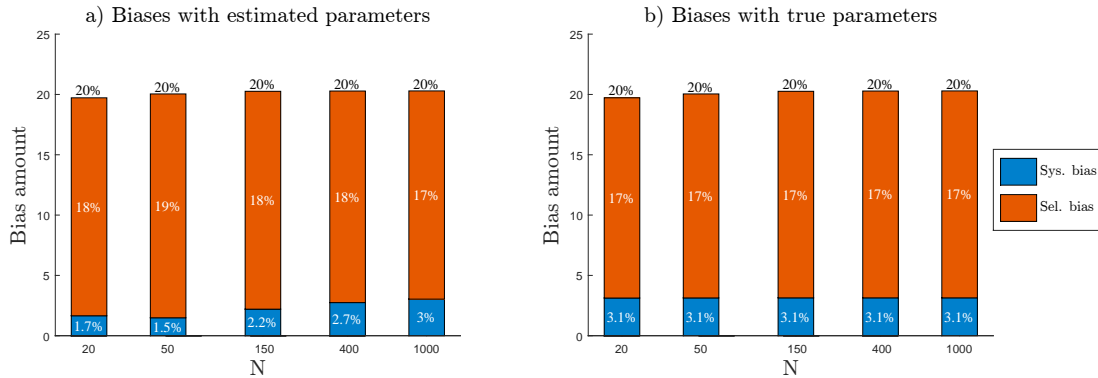 a) Biases with estimated parameters
25
20
15
10
5
0
Bias amount
20% 20% 20% 20% 20%
18% 19% 18% 18% 17%
1.7% 1.5% 2.2% 2.7% 3%
20 50 150 400 1000
N
b) Biases with true parameters
25
20
15
10
5
0
Bias amount
20% 20% 20% 20% 20%
17% 17% 17% 17% 17%
3.1% 3.1% 3.1% 3.1% 3.1%
20 50 150 400 1000
N
Sys. bias
Sel. bias